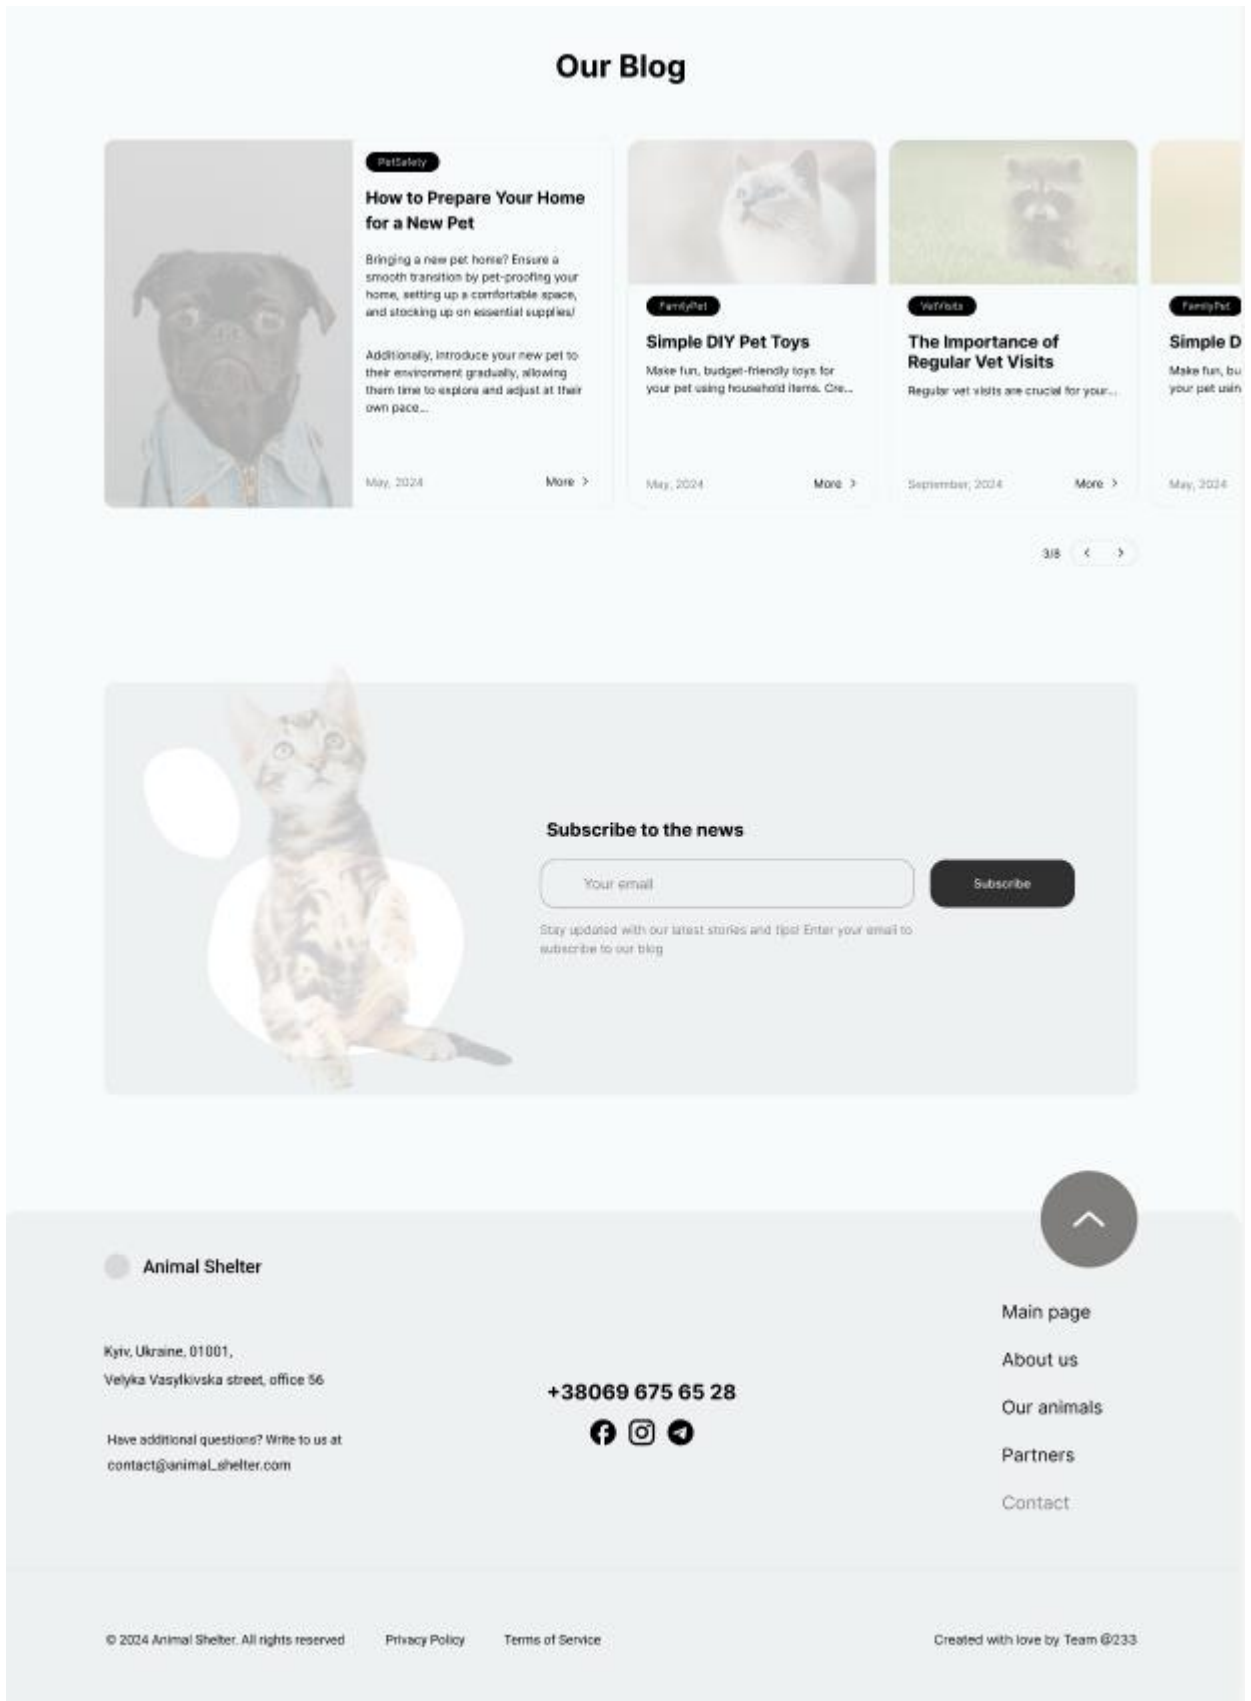 Our Blog
PetSafety
How to Prepare Your Home
for a New Pet
Bringing a new pet home? Ensure a
smooth transition by pet-proofing your
home, setting up a comfortable space,
and stocking up on essential supplies!
Additionally, introduce your new pet to
their environment gradually, allowing
them time to explore and adjust at their
own pace...
May, 2024
More >
FamilyPet
Simple DIY Pet Toys
Make fun, budget-friendly toys for
your pet using household items. Cre...
May, 2024
More >
VetVisits
The Importance of
Regular Vet Visits
Regular vet visits are crucial for your...
September, 2024
More >
FamilyPet
Simple D
Make fun, bu
your pet usin
May, 2024
3/8
Subscribe to the news
Your email
Subscribe
Stay updated with our latest stories and tips! Enter your email to
subscribe to our blog
Animal Shelter
Kyiv, Ukraine, 01001,
Velyka Vasylkivska street, office 56
Have additional questions? Write to us at
contact@animal_shelter.com
+38069 675 65 28
Main page
About us
Our animals
Partners
Contact
© 2024 Animal Shelter. All rights reserved
Privacy Policy
Terms of Service
Created with love by Team @233